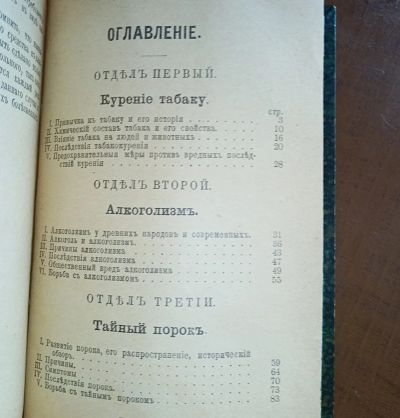 ОГЛАВЛЕНІЕ.
ОТДѢЛЪ ПЕРВЫЙ.
Куреніе табаку.
стр.
I. Привычка къ табаку и его исторія 3
II. Химическій составъ табака и его свойства. 10
III. Вліяніе табака на людей и животныхъ 16
IV. Послѣдствія табакокуренія 20
V. Предохранительныя мѣры противъ вредныхъ послѣд-
ствій куренія 28
ОТДѢЛЪ ВТОРОЙ.
Алкоголизмъ.
I. Алкоголизмъ у древнихъ народовъ и современныхъ. 31
II. Алкоголь и алкоголизмъ. 36
III. Причины алкоголизма 43
IV. Послѣдствія алкоголизма 47
V. Общественный вредъ алкоголизма 49
VI. Борьба съ алкоголизмомъ 55
ОТДѢЛЪ ТРЕТІЙ.
Тайный порокъ.
I. Развитіе порока, его распространеніе, историческій
обзоръ. 59
II. Причины. 64
III. Симптомы 70
IV. Послѣдствія порока. 73
V. Борьба съ тайнымъ порокомъ 83